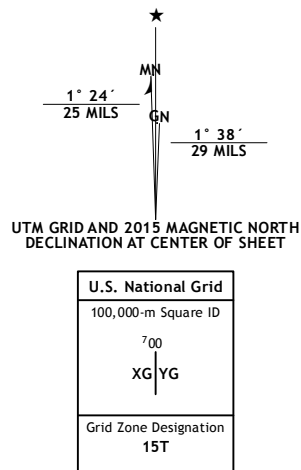 ★
MN
1° 24´
25 MILS
GN
1° 38´
29 MILS
UTM GRID AND 2015 MAGNETIC NORTH
DECLINATION AT CENTER OF SHEET
U.S. National Grid
100,000-m Square ID
⁷00
XG YG
Grid Zone Designation
15T